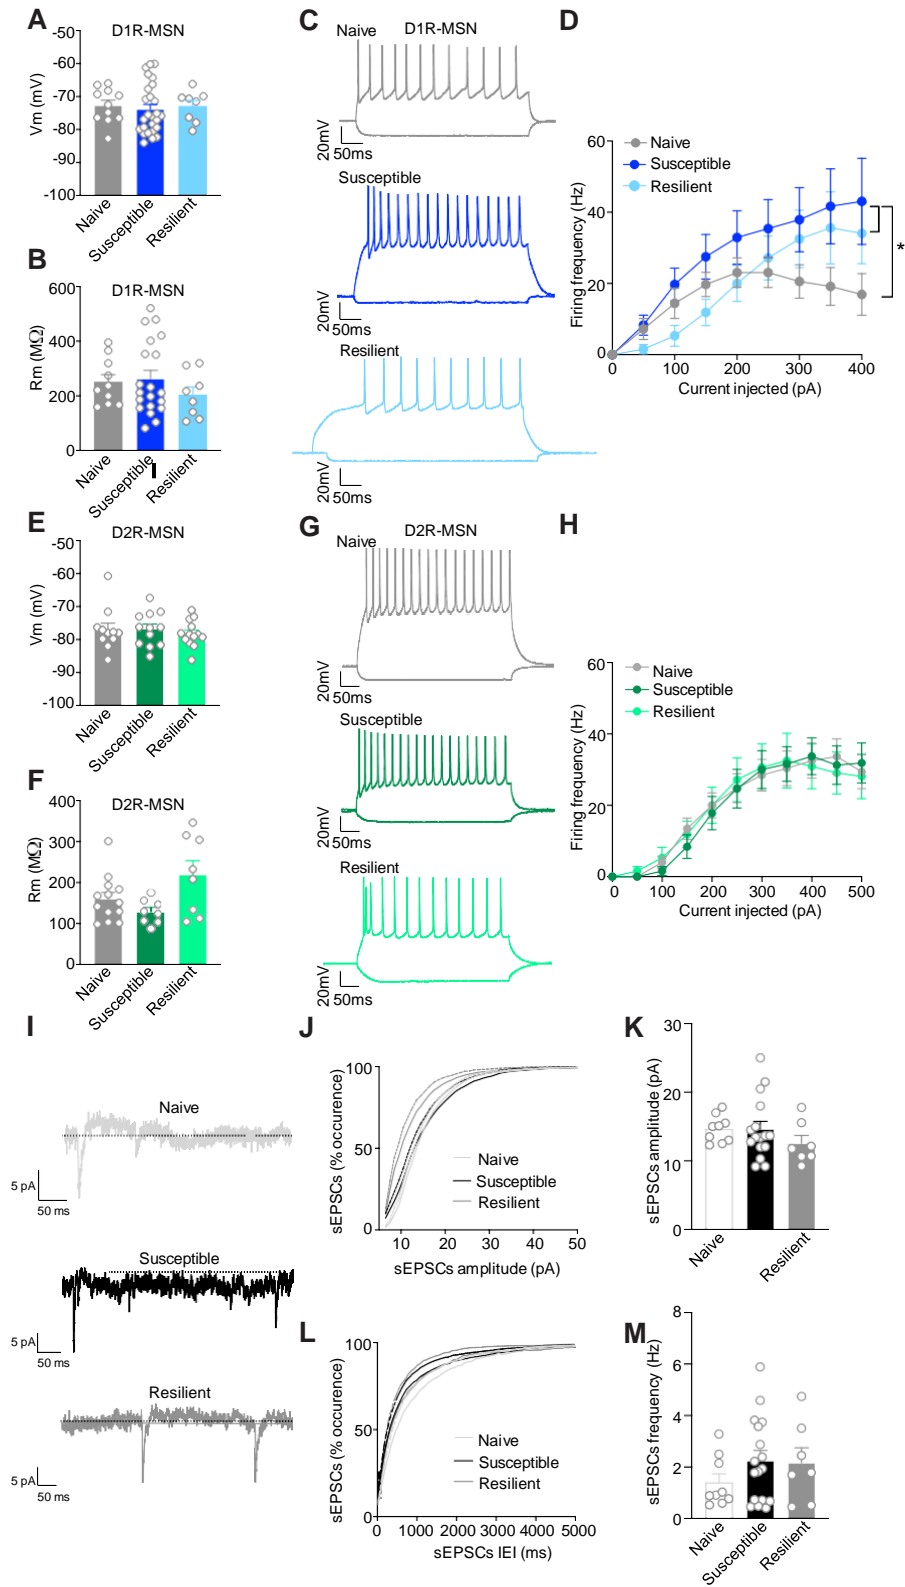 A
D1R-MSN
Vm (mV)
-50
-60
-70
-80
-90
-100
Naive
Susceptible
Resilient
B
D1R-MSN
Rm (MΩ)
600
400
200
0
Naive
Susceptible
Resilient
C
Naive
D1R-MSN
20mV
50ms
Susceptible
20mV
50ms
Resilient
20mV
50ms
D
Naive
Susceptible
Resilient
Firing frequency (Hz)
60
40
20
0
*
0 100 200 300 400
Current injected (pA)
E
D2R-MSN
Vm (mV)
-50
-60
-70
-80
-90
-100
Naive
Susceptible
Resilient
F
D2R-MSN
Rm (MΩ)
400
300
200
100
0
Naive
Susceptible
Resilient
G
D2R-MSN
Naive
20mV
50ms
Susceptible
20mV
50ms
Resilient
20mV
50ms
H
Naive
Susceptible
Resilient
Firing frequency (Hz)
60
40
20
0
0 100 200 300 400 500
Current injected (pA)
I
Naive
5 pA
50 ms
Susceptible
5 pA
50 ms
Resilient
5 pA
50 ms
J
sEPSCs (% occurence)
100
50
0
Naive
Susceptible
Resilient
10 20 30 40 50
sEPSCs amplitude (pA)
K
sEPSCs amplitude (pA)
30
20
10
0
Naive
Resilient
L
sEPSCs (% occurence)
100
50
0
Naive
Susceptible
Resilient
0 1000 2000 3000 4000 5000
sEPSCs IEI (ms)
M
sEPSCs frequency (Hz)
8
6
4
2
0
Naive
Susceptible
Resilient